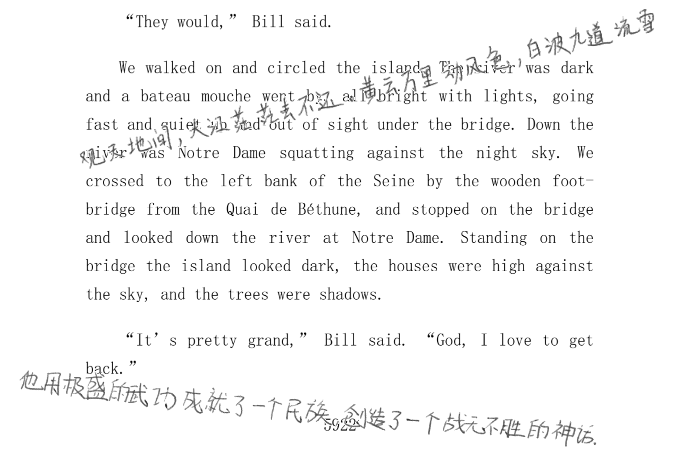 “They would,” Bill said.
We walked on and circled the island. The river was dark
and a bateau mouche went by, all bright with lights, going
fast and quiet up and out of sight under the bridge. Down the
river was Notre Dame squatting against the night sky. We
crossed to the left bank of the Seine by the wooden foot-
bridge from the Quai de Béthune, and stopped on the bridge
and looked down the river at Notre Dame. Standing on the
bridge the island looked dark, the houses were high against
the sky, and the trees were shadows.
“It’s pretty grand,” Bill said. “God, I love to get
back.”
5922
观天地间，大江茫茫去不还，黄云万里动风色，白波九道流雪
他用极盛的武功成就了一个民族，创造了一个战无不胜的神话.